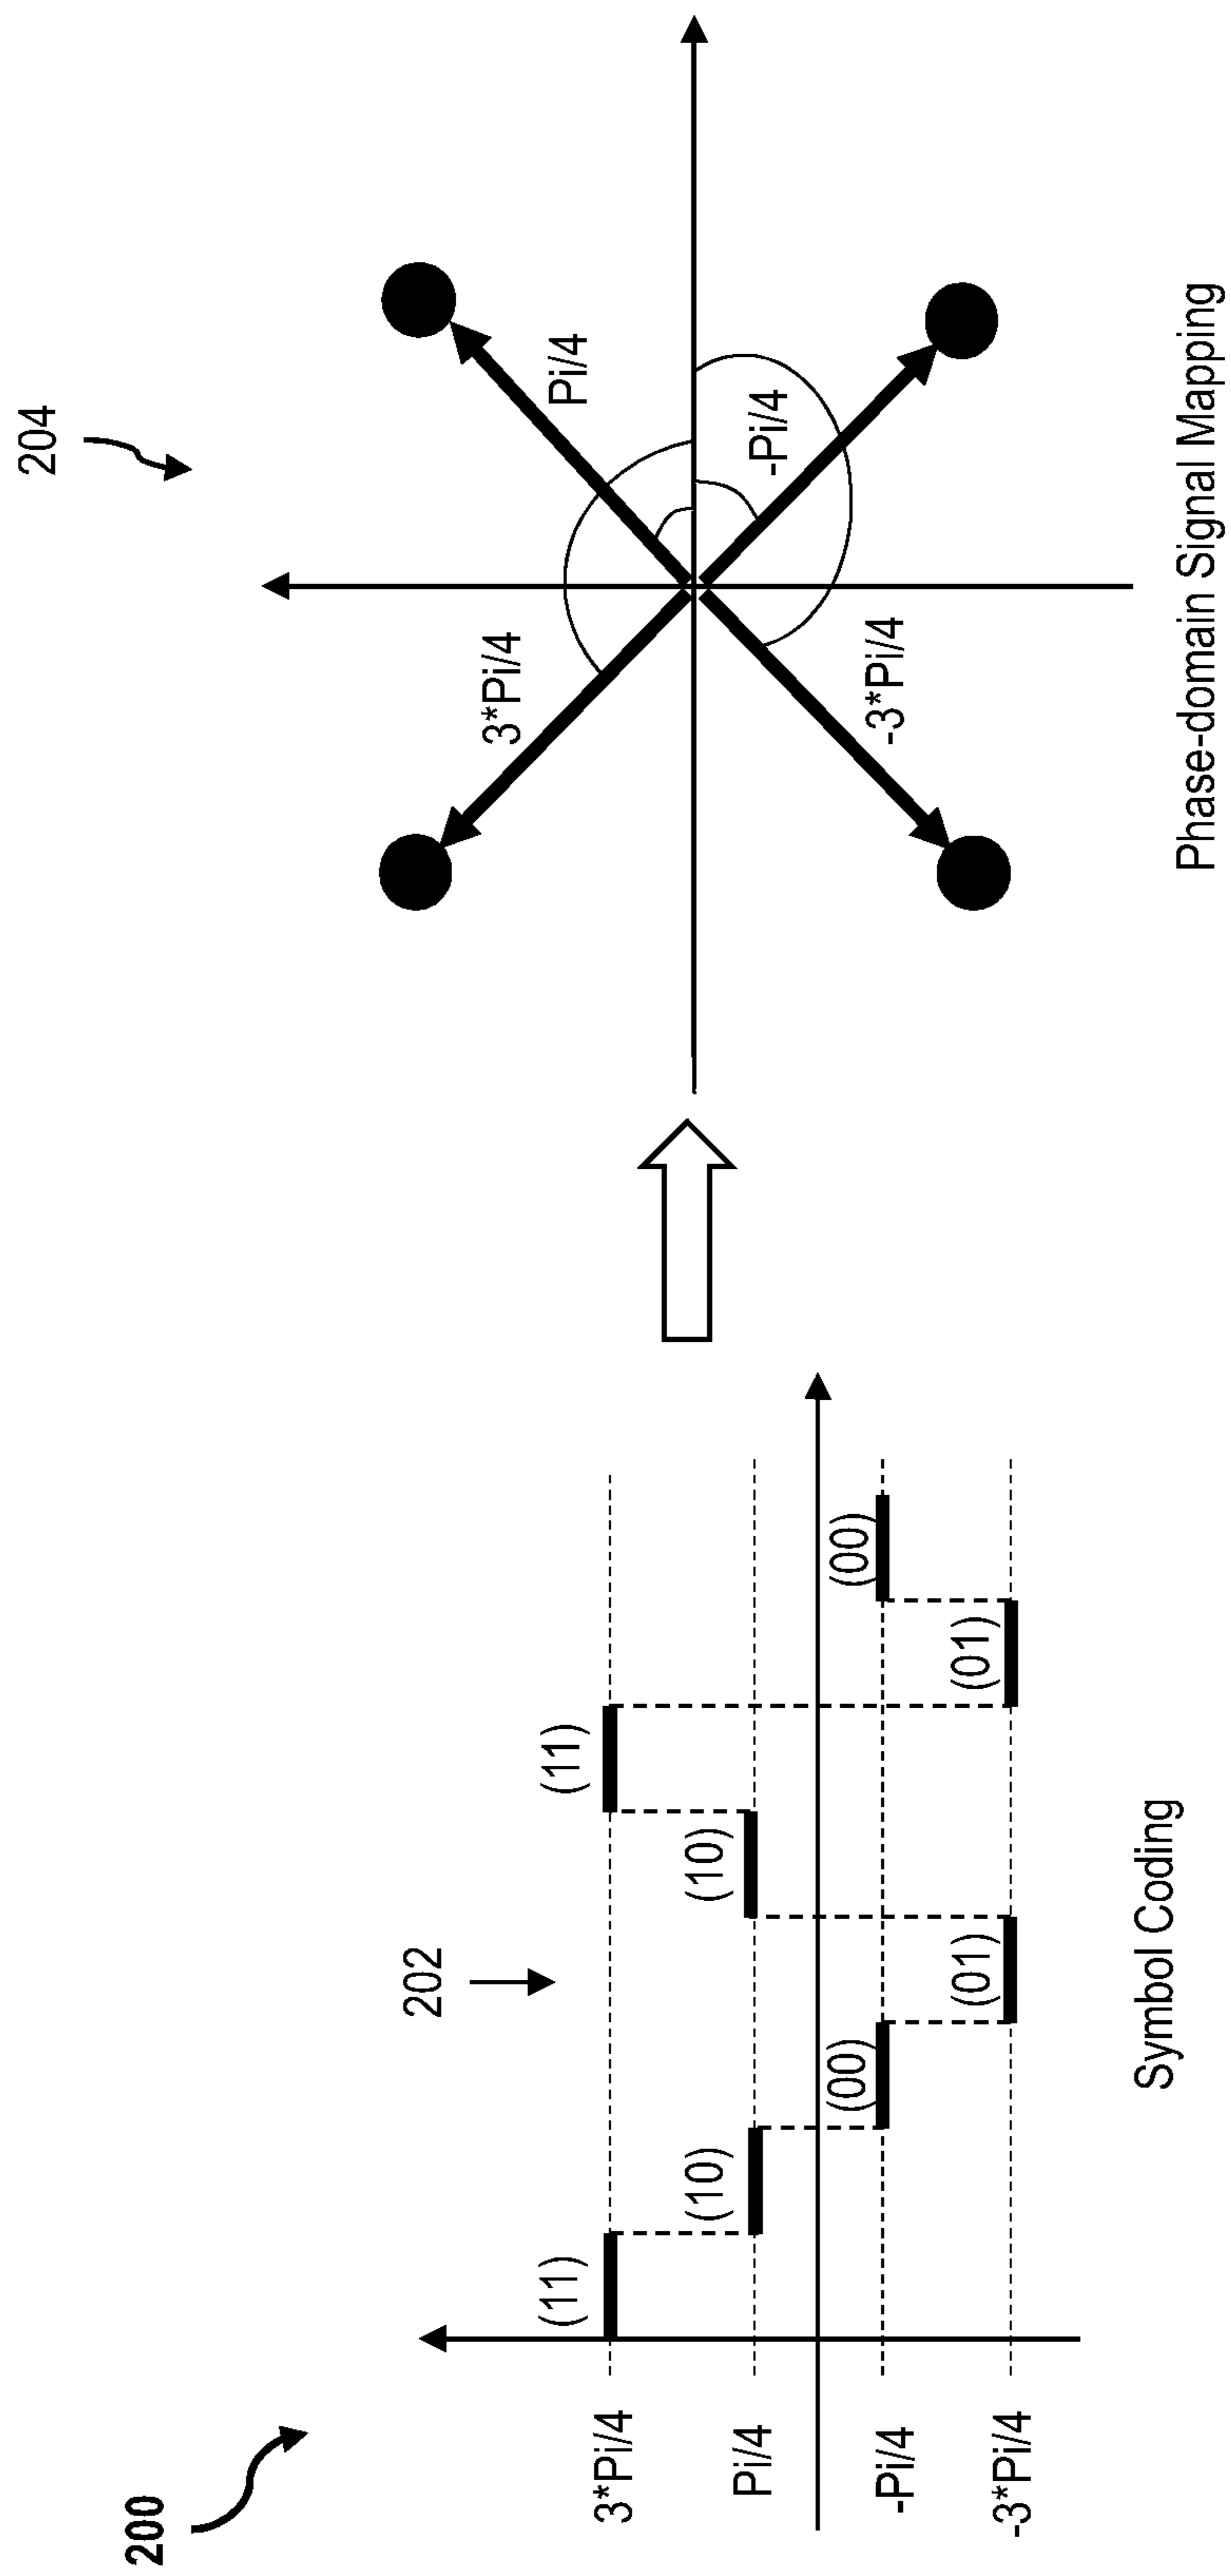 200
202
204
3*Pi/4
Pi/4
-Pi/4
-3*Pi/4
(11)
(10)
(00)
(01)
(10)
(11)
(01)
(00)
Symbol Coding
3*Pi/4
Pi/4
-3*Pi/4
-Pi/4
Phase-domain Signal Mapping